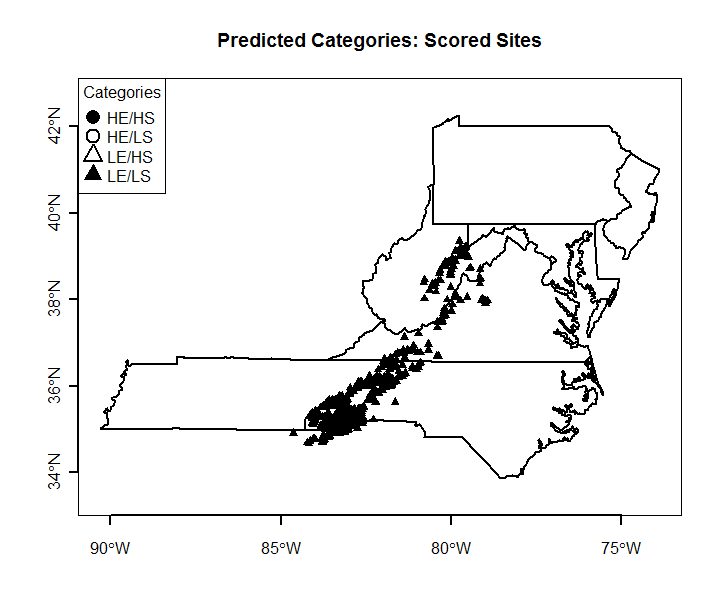 Predicted Categories: Scored Sites
Categories
HE/HS
HE/LS
LE/HS
LE/LS
42°N
40°N
38°N
36°N
34°N
90°W
85°W
80°W
75°W